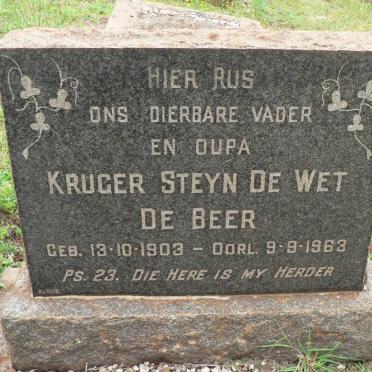 HIER RUS
ONS DIERBARE VADER
EN OUPA
KRUGER STEYN DE WET
DE BEER
GEB. 13-10-1903 – OORL. 9-9-1963
PS. 23. DIE HERE IS MY HERDER